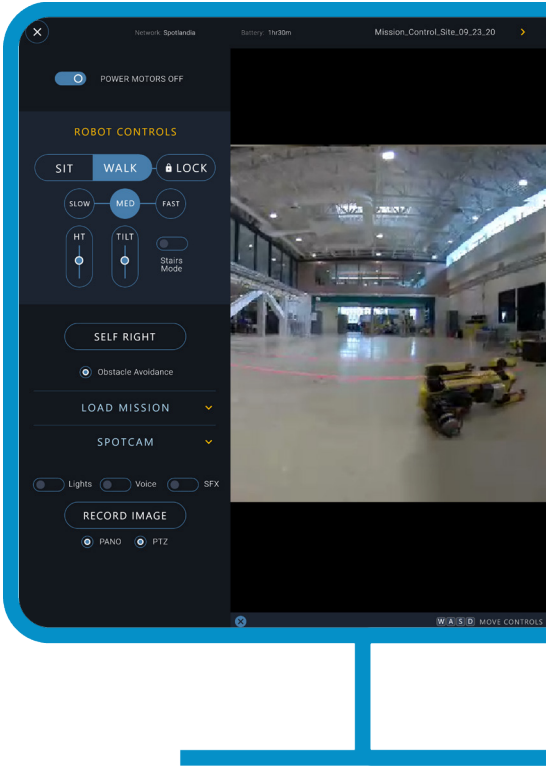 Network: Spotlandia Battery: 1hr30m Mission_Control_Site_09_23_20
POWER MOTORS OFF
ROBOT CONTROLS
SIT WALK LOCK
SLOW MED FAST
HT TILT
Stairs
Mode
SELF RIGHT
Obstacle Avoidance
LOAD MISSION
SPOTCAM
Lights Voice SFX
RECORD IMAGE
PANO PTZ
W A S D MOVE CONTROLS